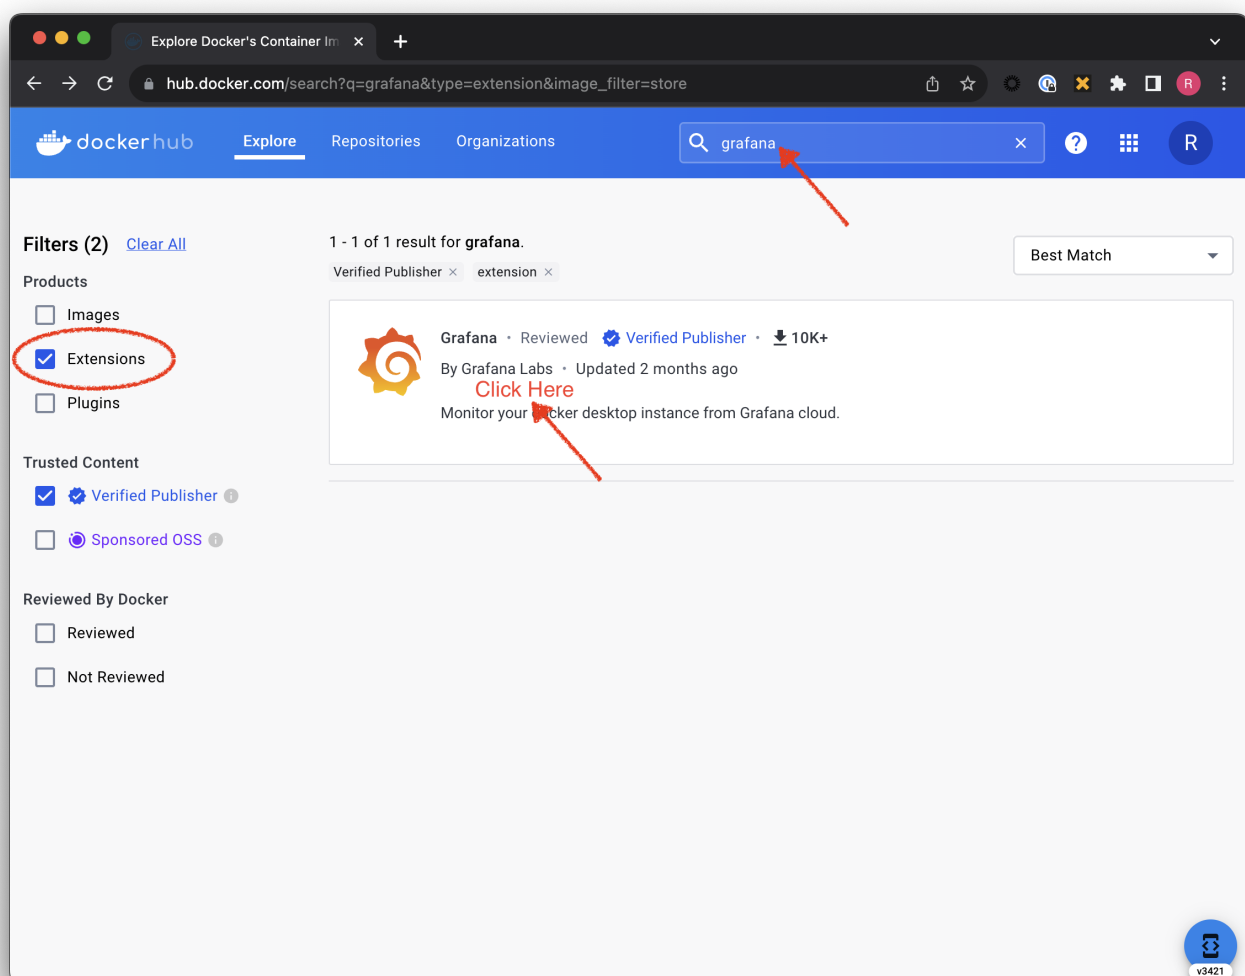 Explore Docker's Container Im
hub.docker.com/search?q=grafana&type=extension&image_filter=store
R
dockerhub
Explore
Repositories
Organizations
grafana
?
R
Filters (2) Clear All
Products
Images
Extensions
Plugins
Trusted Content
Verified Publisher
Sponsored OSS
Reviewed By Docker
Reviewed
Not Reviewed
1 - 1 of 1 result for grafana.
Verified Publisher × extension ×
Best Match
Grafana • Reviewed Verified Publisher • 10K+
By Grafana Labs • Updated 2 months ago
Click Here
Monitor your docker desktop instance from Grafana cloud.
v3421